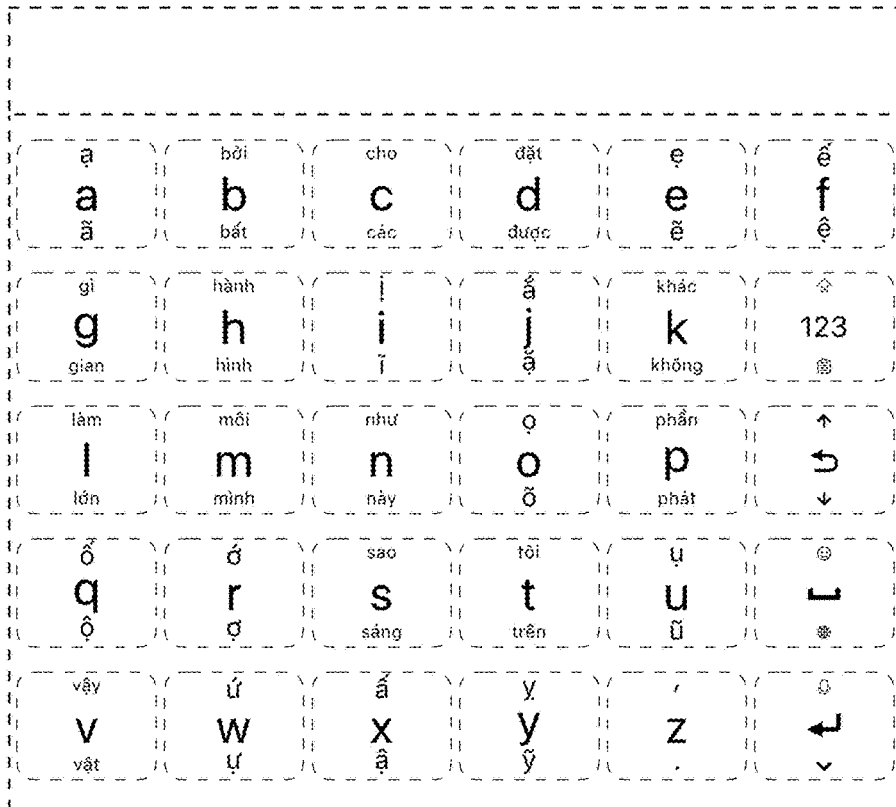 ạ bởi cho đặt ẹ ế
a b c d e f
ã bất các được ẽ ệ
gì hành ị ắ khác
g h i j k 123
gian hình ĩ ặ không
làm mỗi như ọ phần
l m n o p
lớn mình này õ phát
ố ớ sao tôi ụ
q r s t u
ộ ợ sáng trên ũ
vậy ứ ấ ỵ ,
v w x y z
vật ự ậ ỹ .